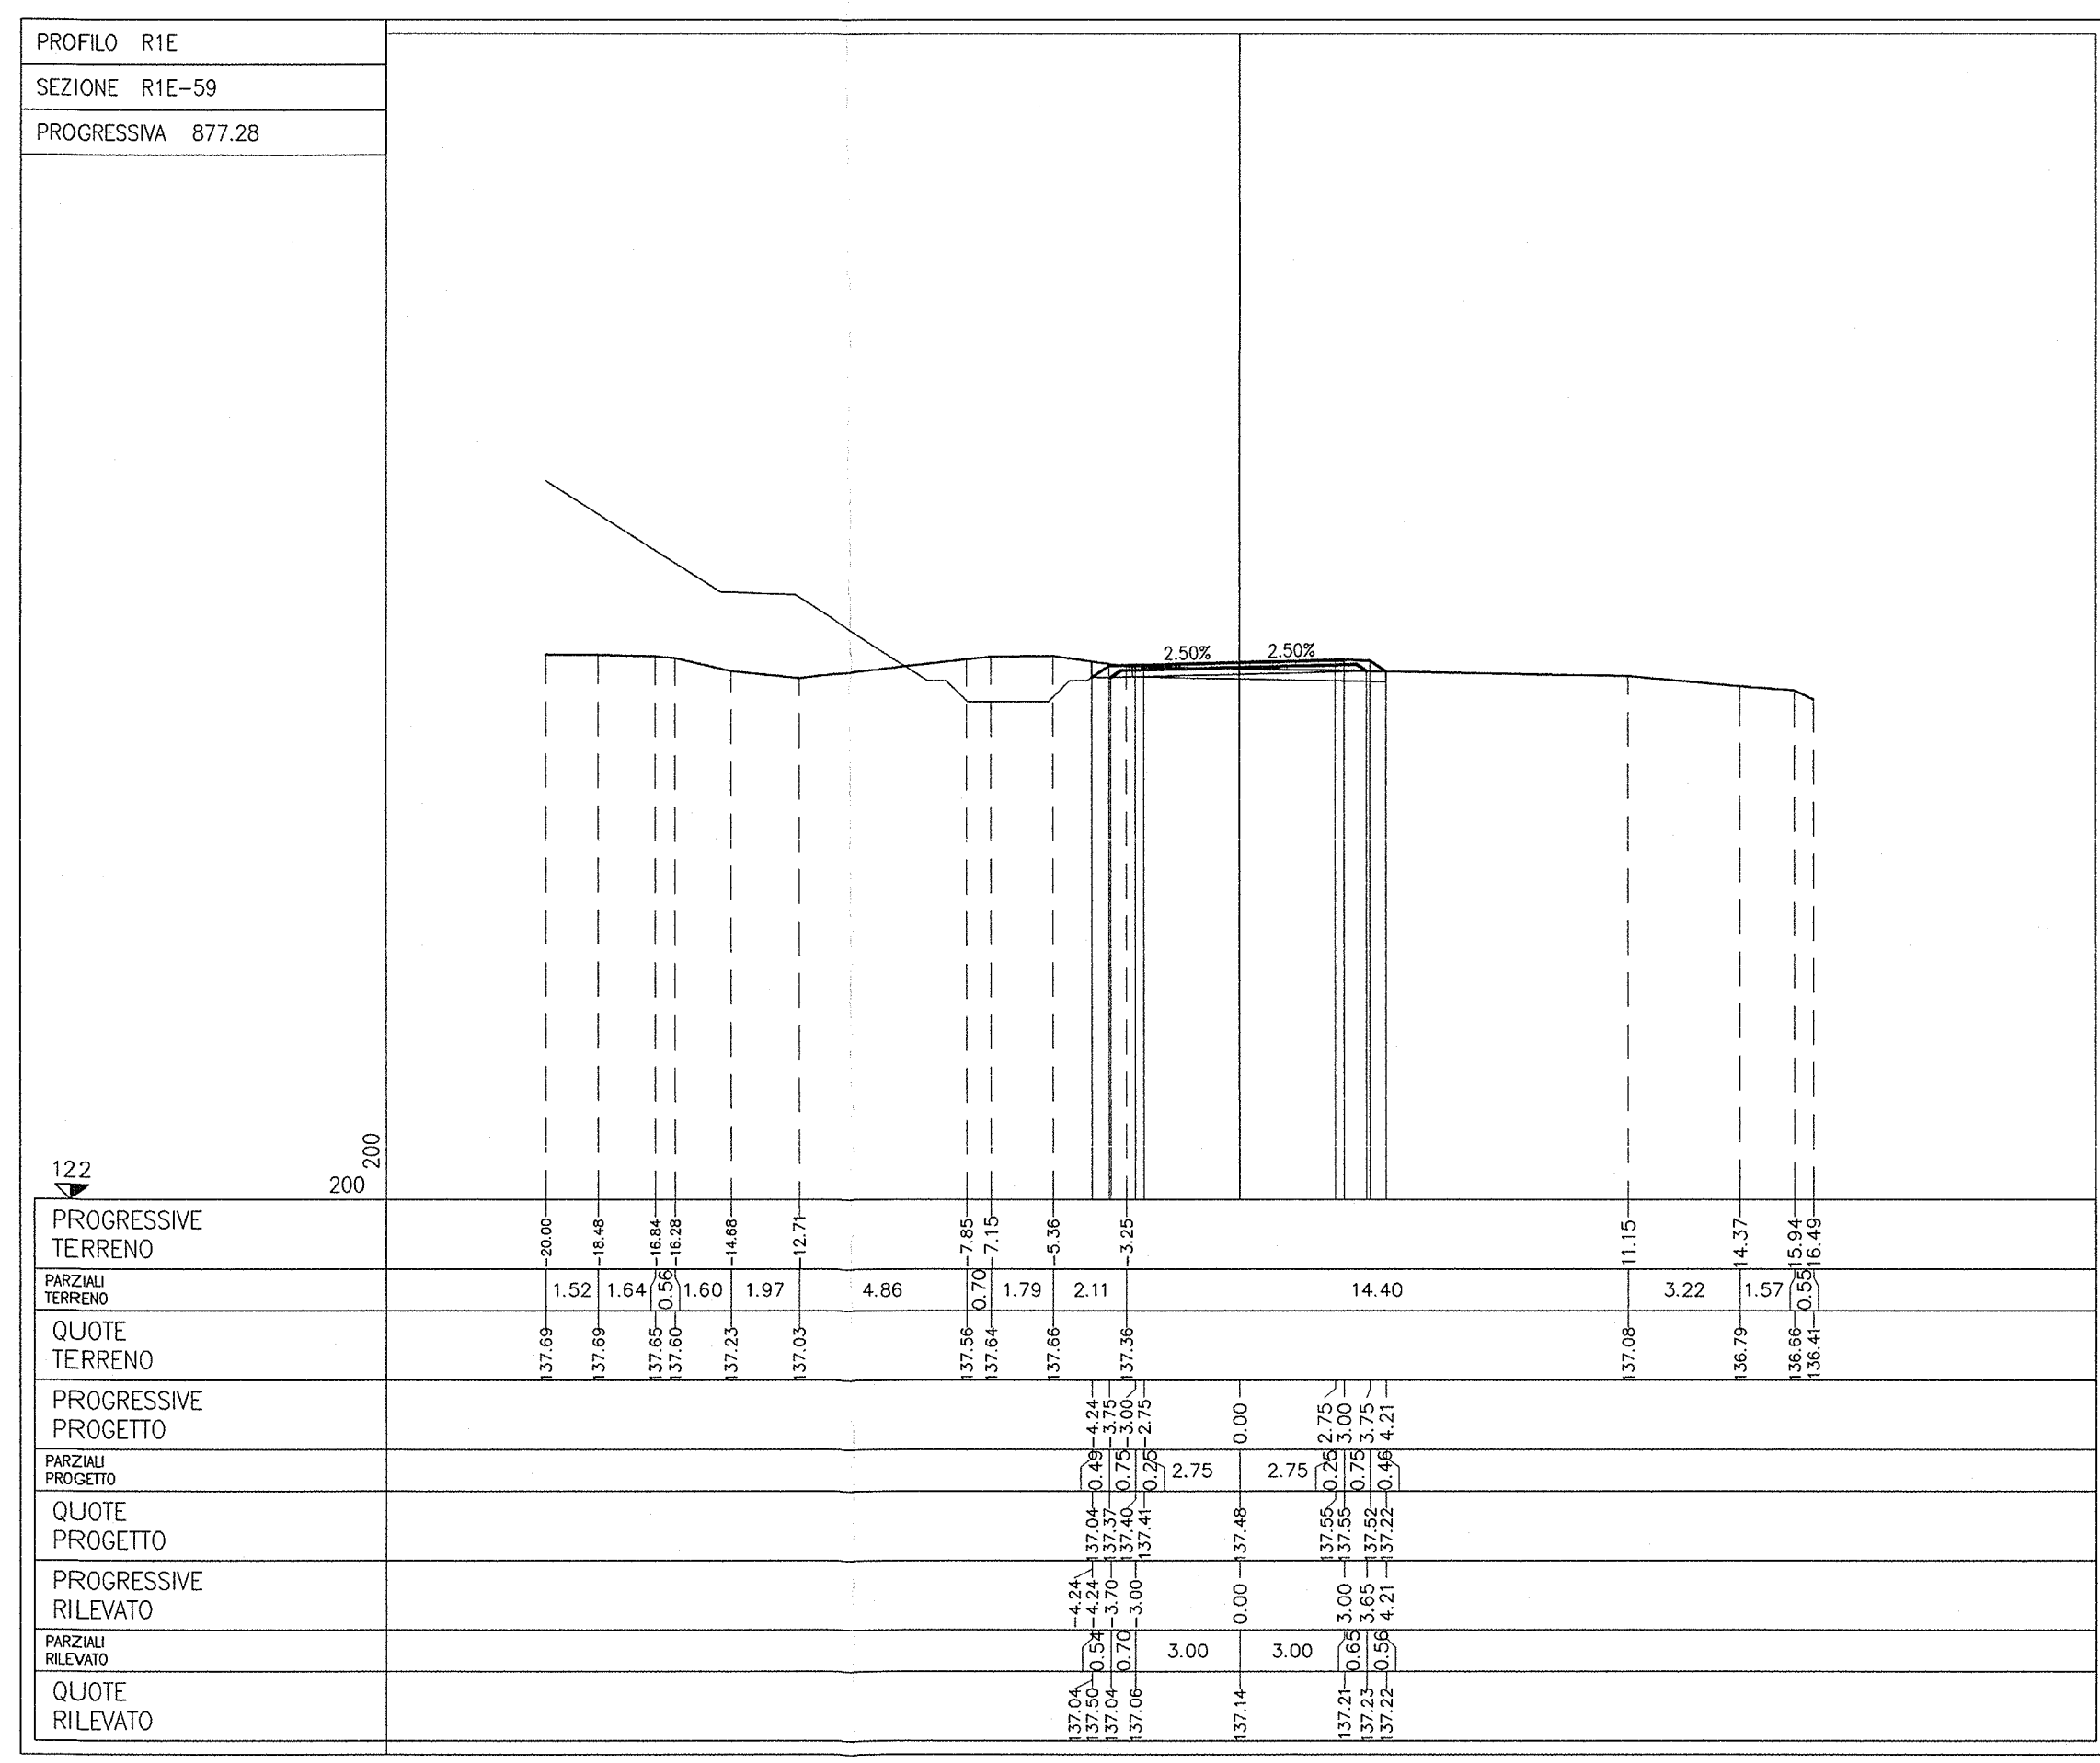 PROFILO R1E
SEZIONE R1E-59
PROGRESSIVA 877.28
2.50% 2.50%
122
200
200
PROGRESSIVE
TERRENO
-20.00 -18.48 -16.84 -16.28 -14.68 -12.71 -7.85 -7.15 -5.36 -3.25 11.15 14.37 15.94 16.49
PARZIALI
TERRENO
1.52 1.64 0.56 1.60 1.97 4.86 0.70 1.79 2.11 14.40 3.22 1.57 0.55
QUOTE
TERRENO
137.69 137.69 137.65 137.60 137.23 137.03 137.56 137.64 137.66 137.36 137.08 136.79 136.66 136.41
PROGRESSIVE
PROGETTO
-4.24 -3.75 -3.00 -2.75 0.00 2.75 3.00 3.75 4.21
PARZIALI
PROGETTO
0.49 0.75 0.25 2.75 2.75 0.25 0.75 0.46
QUOTE
PROGETTO
137.04 137.37 137.40 137.41 137.48 137.55 137.55 137.52 137.22
PROGRESSIVE
RILEVATO
-4.24 -4.24 -3.70 -3.00 0.00 3.00 3.65 4.21
PARZIALI
RILEVATO
0.54 0.70 3.00 3.00 0.65 0.56
QUOTE
RILEVATO
137.04 137.50 137.04 137.06 137.14 137.21 137.23 137.22